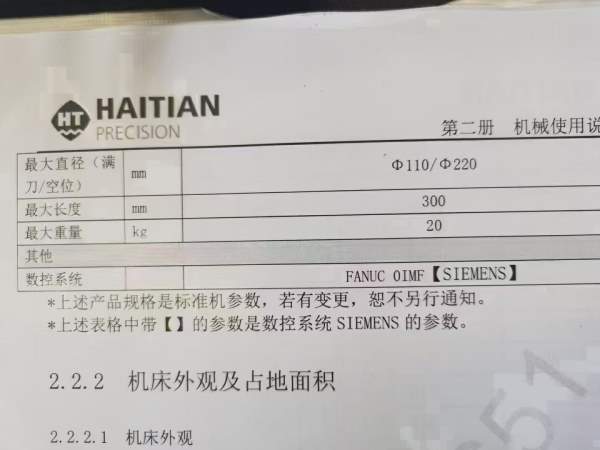 HT HAITIAN
PRECISION
第二册 机械使用说
最大直径（满
刀/空位） mm Φ110/Φ220
最大长度 mm 300
最大重量 kg 20
其他
数控系统 FANUC 0IMF【SIEMENS】
*上述产品规格是标准机参数，若有变更，恕不另行通知。
*上述表格中带【】的参数是数控系统 SIEMENS 的参数。
2.2.2 机床外观及占地面积
2.2.2.1 机床外观
651